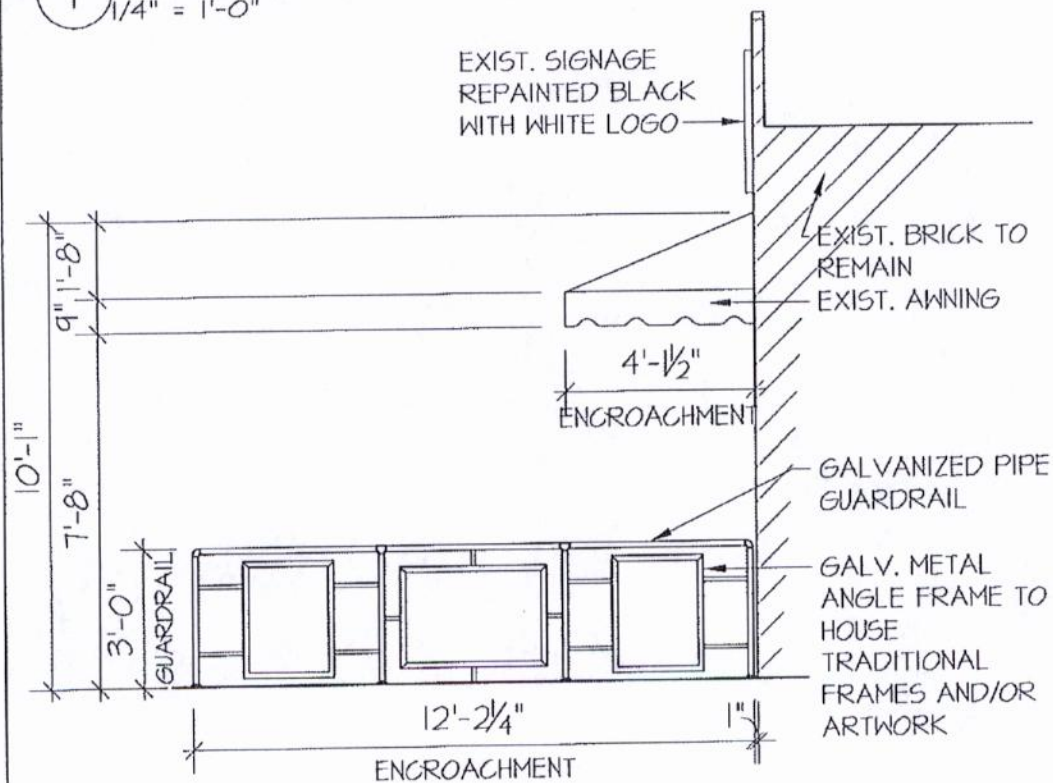 1/4" = 1'-0"
EXIST. SIGNAGE
REPAINTED BLACK
WITH WHITE LOGO
EXIST. BRICK TO
REMAIN
EXIST. AWNING
1'-8"
9"
4'-1½"
ENCROACHMENT
10'-1"
7'-8"
GALVANIZED PIPE
GUARDRAIL
3'-0"
GUARDRAIL
GALV. METAL
ANGLE FRAME TO
HOUSE
TRADITIONAL
FRAMES AND/OR
ARTWORK
12'-2¼"
1"
ENCROACHMENT